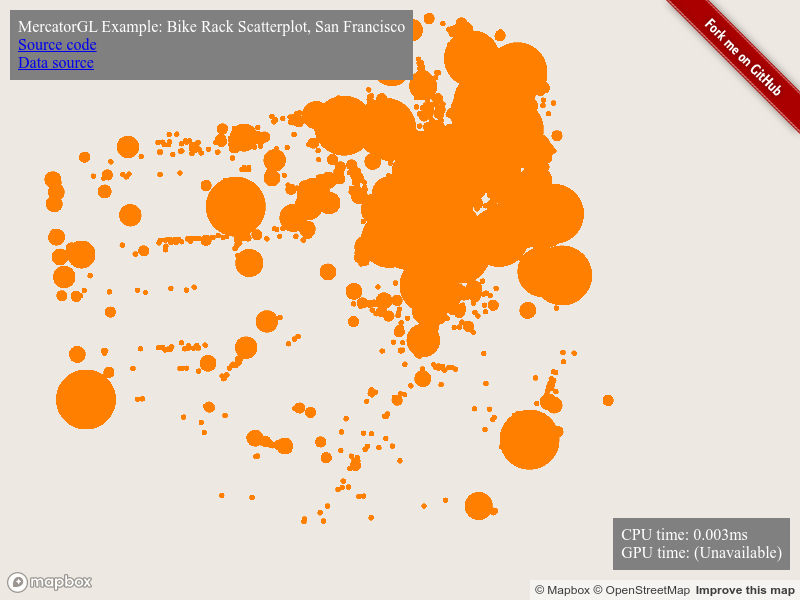 MercatorGL Example: Bike Rack Scatterplot, San Francisco
Source code
Data source
Fork me on GitHub
CPU time: 0.003ms
GPU time: (Unavailable)
mapbox
© Mapbox © OpenStreetMap Improve this map